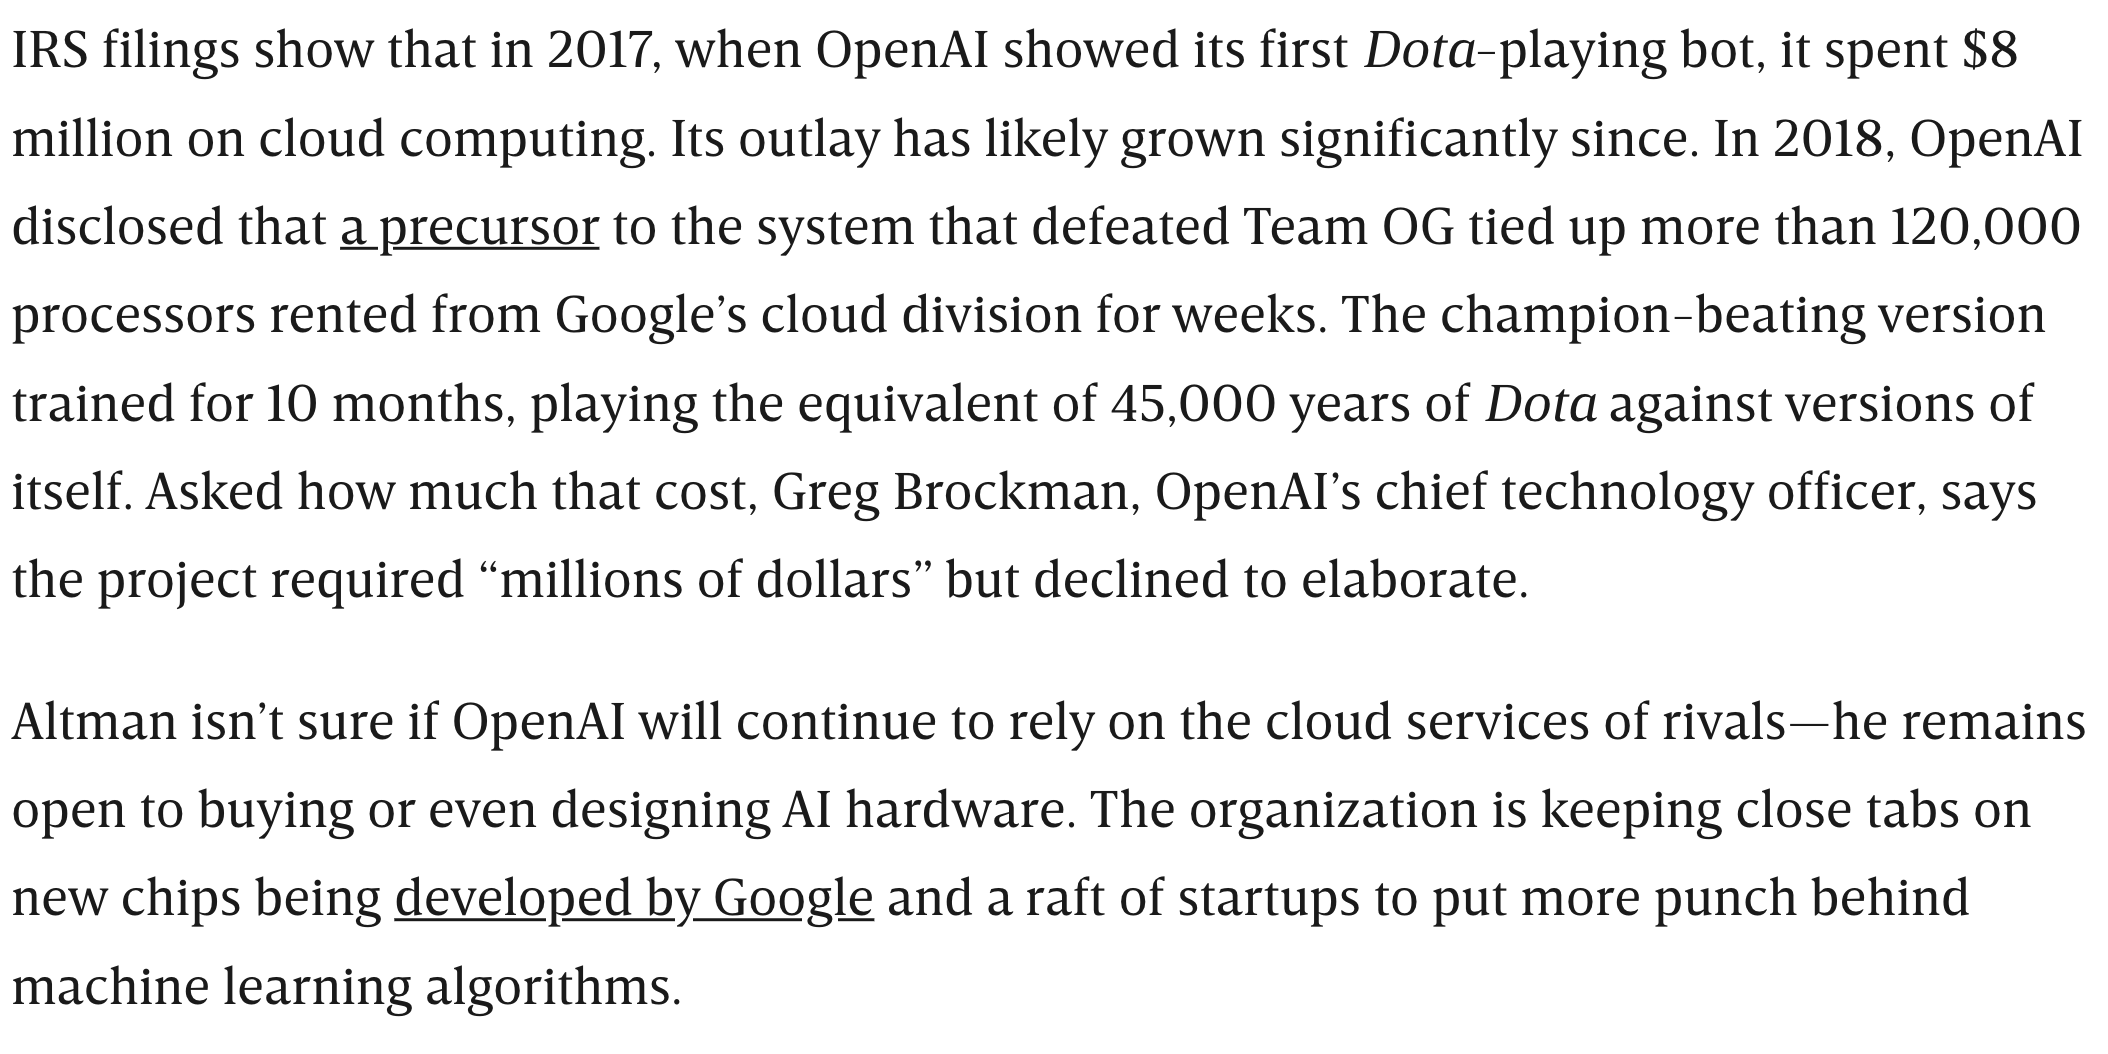 IRS filings show that in 2017, when OpenAI showed its first Dota-playing bot, it spent $8
million on cloud computing. Its outlay has likely grown significantly since. In 2018, OpenAI
disclosed that a precursor to the system that defeated Team OG tied up more than 120,000
processors rented from Google’s cloud division for weeks. The champion-beating version
trained for 10 months, playing the equivalent of 45,000 years of Dota against versions of
itself. Asked how much that cost, Greg Brockman, OpenAI’s chief technology officer, says
the project required “millions of dollars” but declined to elaborate.
Altman isn’t sure if OpenAI will continue to rely on the cloud services of rivals—he remains
open to buying or even designing AI hardware. The organization is keeping close tabs on
new chips being developed by Google and a raft of startups to put more punch behind
machine learning algorithms.